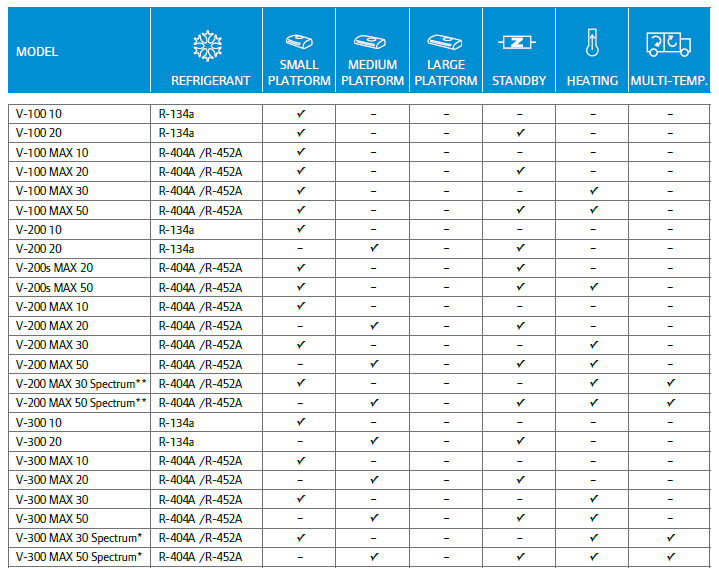 MODEL REFRIGERANT SMALL PLATFORM MEDIUM PLATFORM LARGE PLATFORM STANDBY HEATING MULTI-TEMP.
V-100 10 R-134a ✓ – – – – –
V-100 20 R-134a ✓ – – ✓ – –
V-100 MAX 10 R-404A /R-452A ✓ – – – – –
V-100 MAX 20 R-404A /R-452A ✓ – – ✓ – –
V-100 MAX 30 R-404A /R-452A ✓ – – – ✓ –
V-100 MAX 50 R-404A /R-452A ✓ – – ✓ ✓ –
V-200 10 R-134a ✓ – – – – –
V-200 20 R-134a – ✓ – ✓ – –
V-200s MAX 20 R-404A /R-452A ✓ – – ✓ – –
V-200s MAX 50 R-404A /R-452A ✓ – – ✓ ✓ –
V-200 MAX 10 R-404A /R-452A ✓ – – – – –
V-200 MAX 20 R-404A /R-452A – ✓ – ✓ – –
V-200 MAX 30 R-404A /R-452A ✓ – – – ✓ –
V-200 MAX 50 R-404A /R-452A – ✓ – ✓ ✓ –
V-200 MAX 30 Spectrum** R-404A /R-452A ✓ – – – ✓ ✓
V-200 MAX 50 Spectrum** R-404A /R-452A – ✓ – ✓ ✓ ✓
V-300 10 R-134a ✓ – – – – –
V-300 20 R-134a – ✓ – ✓ – –
V-300 MAX 10 R-404A /R-452A ✓ – – – – –
V-300 MAX 20 R-404A /R-452A – ✓ – ✓ – –
V-300 MAX 30 R-404A /R-452A ✓ – – – ✓ –
V-300 MAX 50 R-404A /R-452A – ✓ – ✓ ✓ –
V-300 MAX 30 Spectrum* R-404A /R-452A ✓ – – – ✓ ✓
V-300 MAX 50 Spectrum* R-404A /R-452A – ✓ – ✓ ✓ ✓